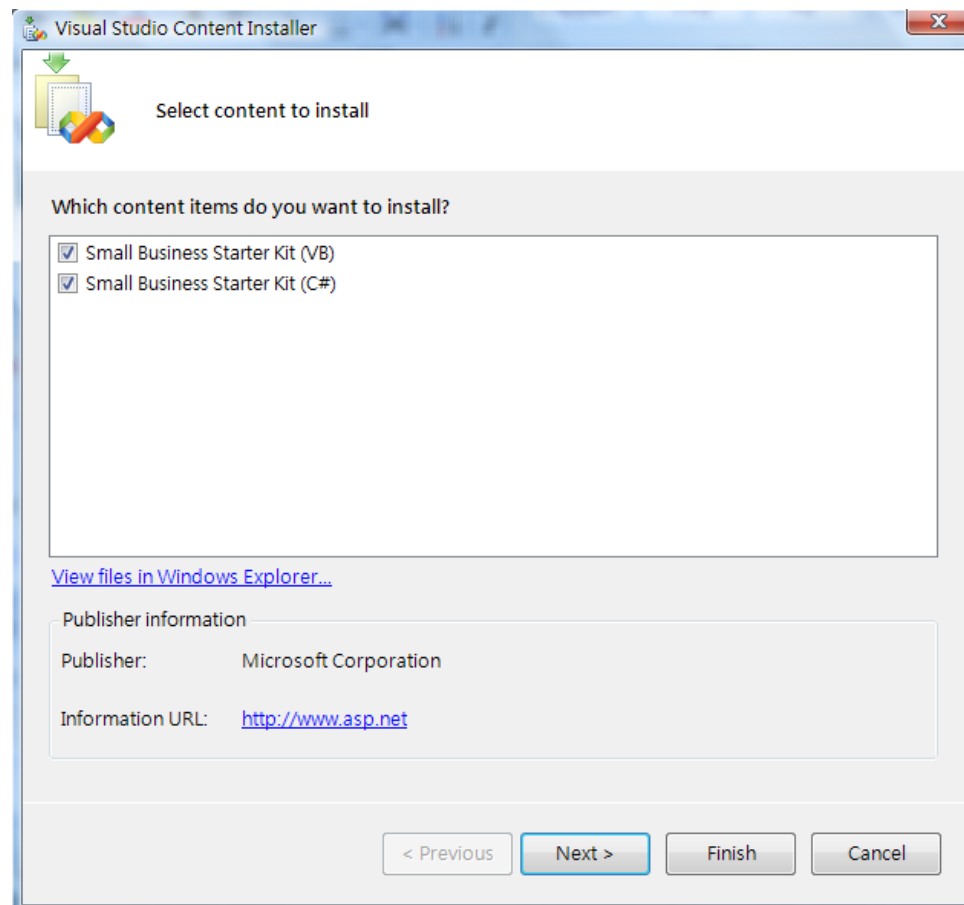 Visual Studio Content Installer
Select content to install
Which content items do you want to install?
Small Business Starter Kit (VB)
Small Business Starter Kit (C#)
View files in Windows Explorer...
Publisher information
Publisher: Microsoft Corporation
Information URL: http://www.asp.net
< Previous Next > Finish Cancel